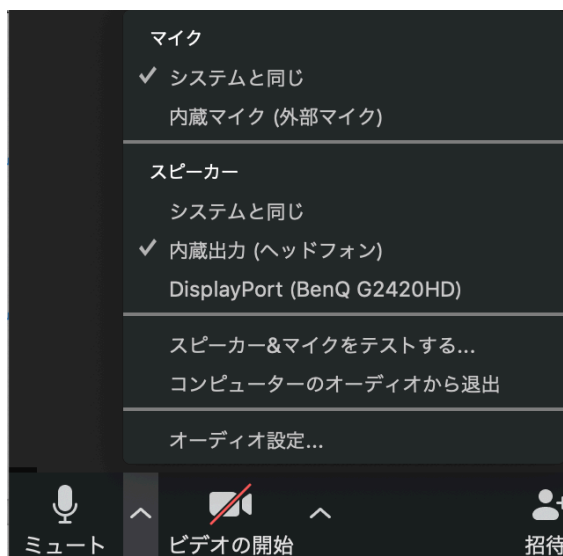 マイク
システムと同じ
内蔵マイク (外部マイク)
スピーカー
システムと同じ
内蔵出力 (ヘッドフォン)
DisplayPort (BenQ G2420HD)
スピーカー&マイクをテストする...
コンピューターのオーディオから退出
オーディオ設定...
ミュート
ビデオの開始
招待